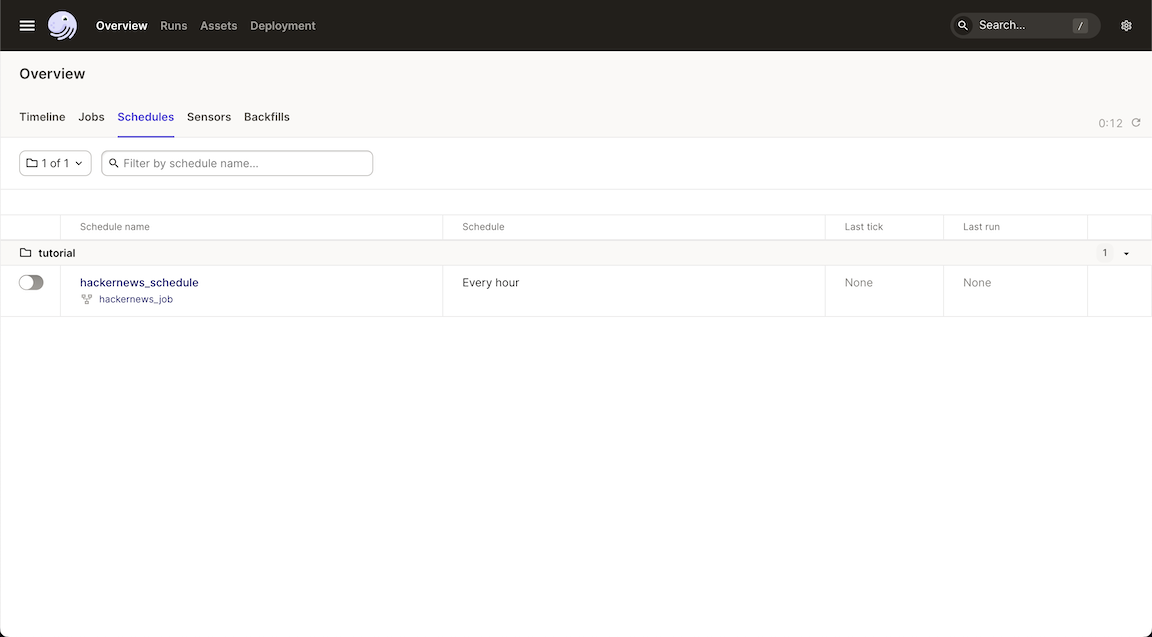 Overview Runs Assets Deployment Search... /
Overview
Timeline Jobs Schedules Sensors Backfills
0:12
1 of 1 Filter by schedule name...
Schedule name Schedule Last tick Last run
tutorial 1
hackernews_schedule Every hour None None
hackernews_job